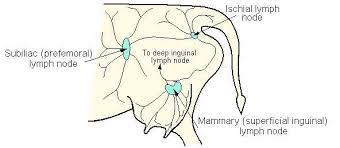 Ischial lymph
node
Subiliac (prefemoral)
lymph node
To deep inguinal
lymph node
Mammary (superficial inguinal)
lymph node